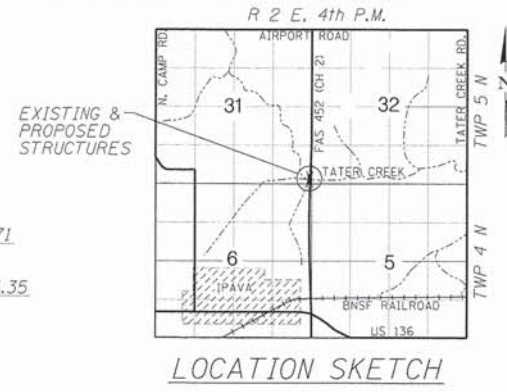 R 2 E. 4th P.M.
AIRPORT ROAD
N. CAMP RD.
FAS 452 (CH 2)
TATER CREEK RD.
TWP 5 N
N
31
32
EXISTING &
PROPOSED
STRUCTURES
TATER CREEK
71
6
5
TWP 4 N
IPAVA
.35
BNSF RAILROAD
US 136
LOCATION SKETCH